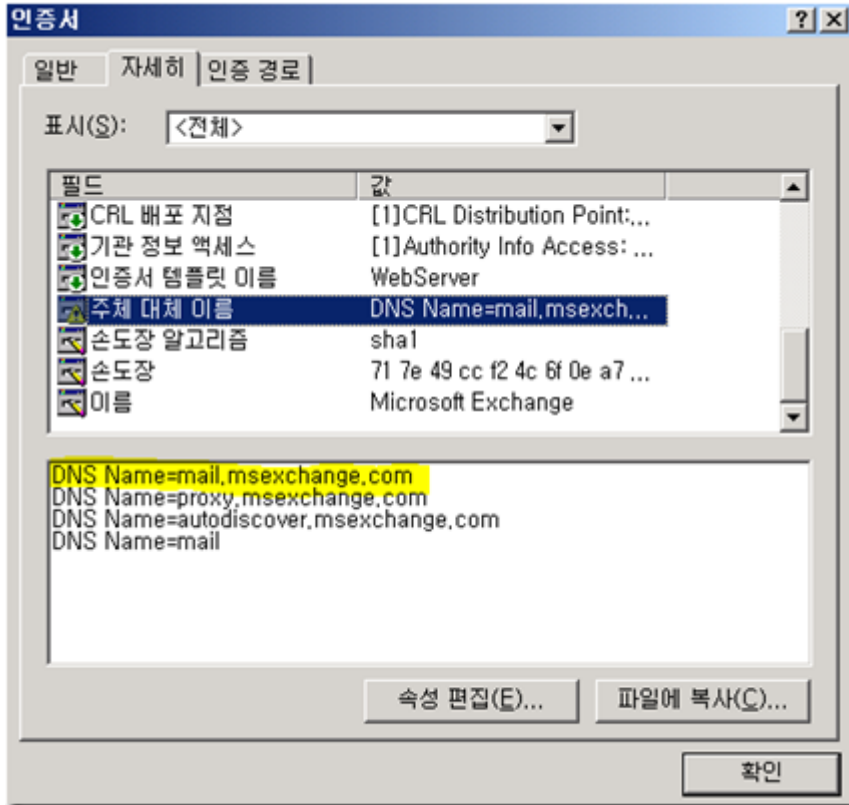 인증서
일반 자세히 인증 경로
표시(S): <전체>
필드 값
CRL 배포 지점 [1]CRL Distribution Point:...
기관 정보 액세스 [1]Authority Info Access: ...
인증서 템플릿 이름 WebServer
주체 대체 이름 DNS Name=mail.msexch...
손도장 알고리즘 sha1
손도장 71 7e 49 cc f2 4c 6f 0e a7 ...
이름 Microsoft Exchange
DNS Name=mail.msexchange.com
DNS Name=proxy.msexchange.com
DNS Name=autodiscover.msexchange.com
DNS Name=mail
속성 편집(E)... 파일에 복사(C)...
확인